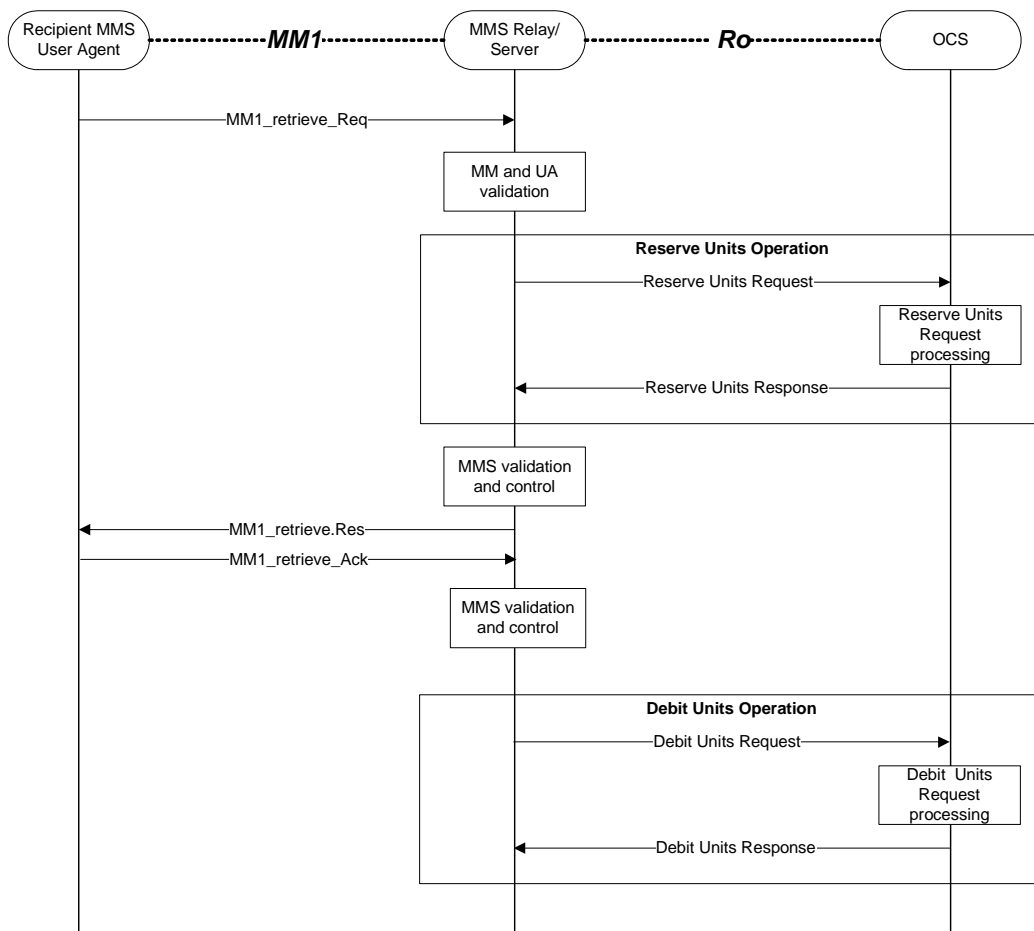 Recipient MMS
User Agent
MM1
MMS Relay/
Server
Ro
OCS
MM1_retrieve_Req
MM and UA
validation
Reserve Units Operation
Reserve Units Request
Reserve Units
Request
processing
Reserve Units Response
MMS validation
and control
MM1_retrieve.Res
MM1_retrieve_Ack
MMS validation
and control
Debit Units Operation
Debit Units Request
Debit Units
Request
processing
Debit Units Response